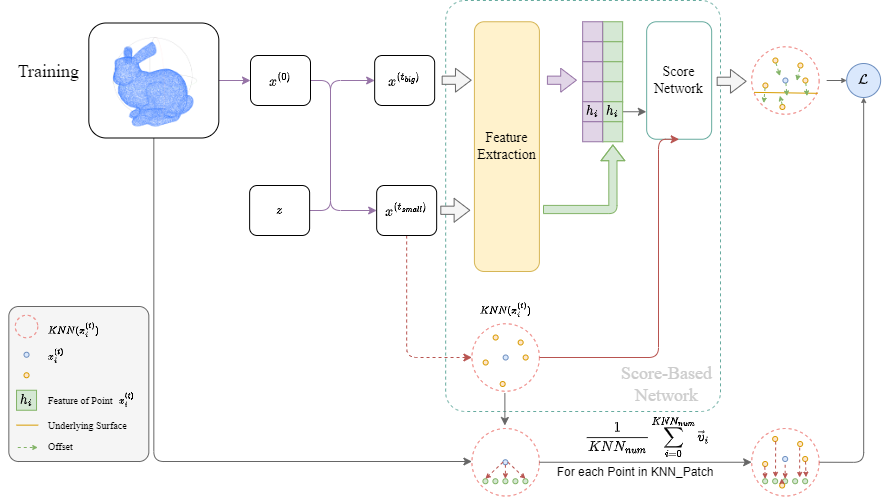 Training
x^{(0)}
x^{(t_{big})}
z
x^{(t_{small})}
Feature
Extraction
h_i h_i
Score
Network
ℒ
KNN(x_i^{(t)})
Score-Based
Network
\frac{1}{KNN_{num}} \sum_{i=0}^{KNN_{num}} \vec{v}_i
For each Point in KNN_Patch
KNN(x_i^{(t)})
x_i^{(t)}
h_i Feature of Point x_i^{(t)}
Underlying Surface
Offset